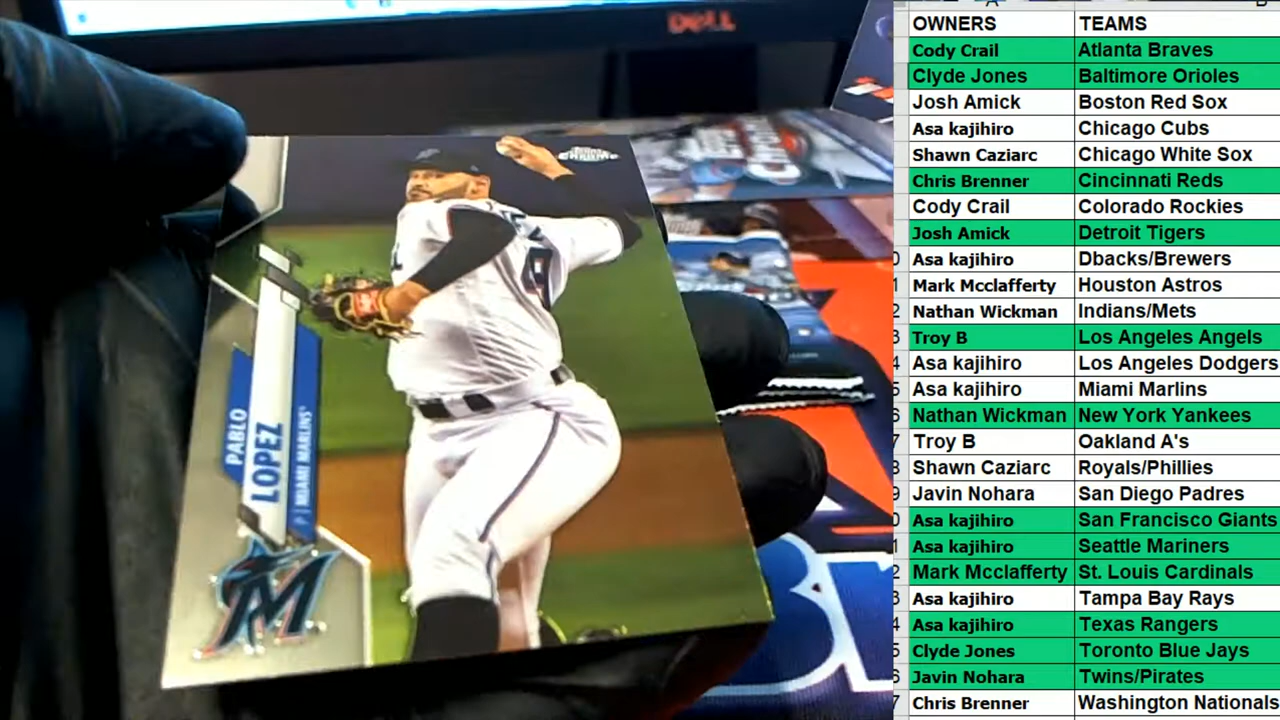 DELL
TOPPS CHROME
PABLO
LOPEZ
P | MIAMI MARLINS
M
OWNERS TEAMS
Cody Crail Atlanta Braves
Clyde Jones Baltimore Orioles
Josh Amick Boston Red Sox
Asa kajihiro Chicago Cubs
Shawn Caziarc Chicago White Sox
Chris Brenner Cincinnati Reds
Cody Crail Colorado Rockies
Josh Amick Detroit Tigers
Asa kajihiro Dbacks/Brewers
Mark Mcclafferty Houston Astros
Nathan Wickman Indians/Mets
Troy B Los Angeles Angels
Asa kajihiro Los Angeles Dodgers
Asa kajihiro Miami Marlins
Nathan Wickman New York Yankees
Troy B Oakland A's
Shawn Caziarc Royals/Phillies
Javin Nohara San Diego Padres
Asa kajihiro San Francisco Giants
Asa kajihiro Seattle Mariners
Mark Mcclafferty St. Louis Cardinals
Asa kajihiro Tampa Bay Rays
Asa kajihiro Texas Rangers
Clyde Jones Toronto Blue Jays
Javin Nohara Twins/Pirates
Chris Brenner Washington Nationals